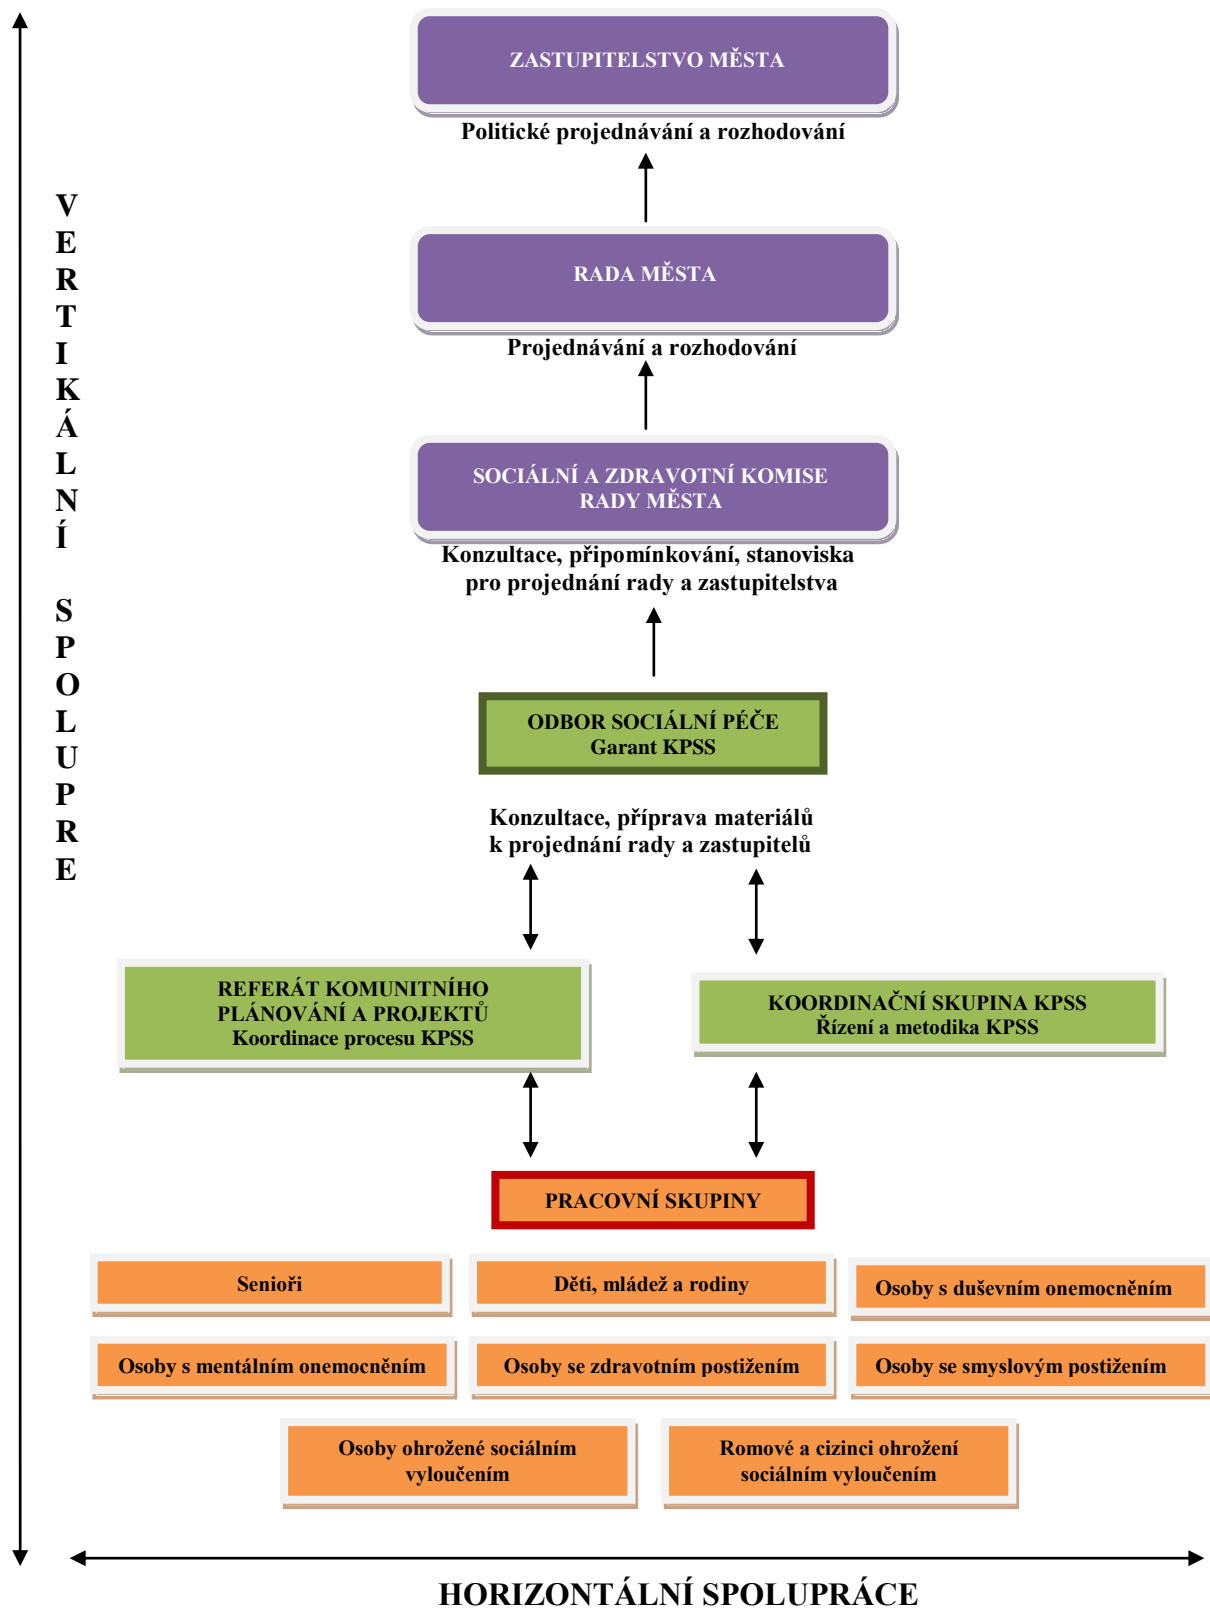 ZASTUPITELSTVO MĚSTA
Politické projednávání a rozhodování
RADA MĚSTA
Projednávání a rozhodování
SOCIÁLNÍ A ZDRAVOTNÍ KOMISE
RADY MĚSTA
Konzultace, připomínkování, stanoviska
pro projednání rady a zastupitelstva
ODBOR SOCIÁLNÍ PÉČE
Garant KPSS
Konzultace, příprava materiálů
k projednání rady a zastupitelů
REFERÁT KOMUNITNÍHO
PLÁNOVÁNÍ A PROJEKTŮ
Koordinace procesu KPSS
KOORDINAČNÍ SKUPINA KPSS
Řízení a metodika KPSS
PRACOVNÍ SKUPINY
Senioři
Děti, mládež a rodiny
Osoby s duševním onemocněním
Osoby s mentálním onemocněním
Osoby se zdravotním postižením
Osoby se smyslovým postižením
Osoby ohrožené sociálním
vyloučením
Romové a cizinci ohrožení
sociálním vyloučením
VERTIKÁLNÍ SPOLUPRE
HORIZONTÁLNÍ SPOLUPRÁCE